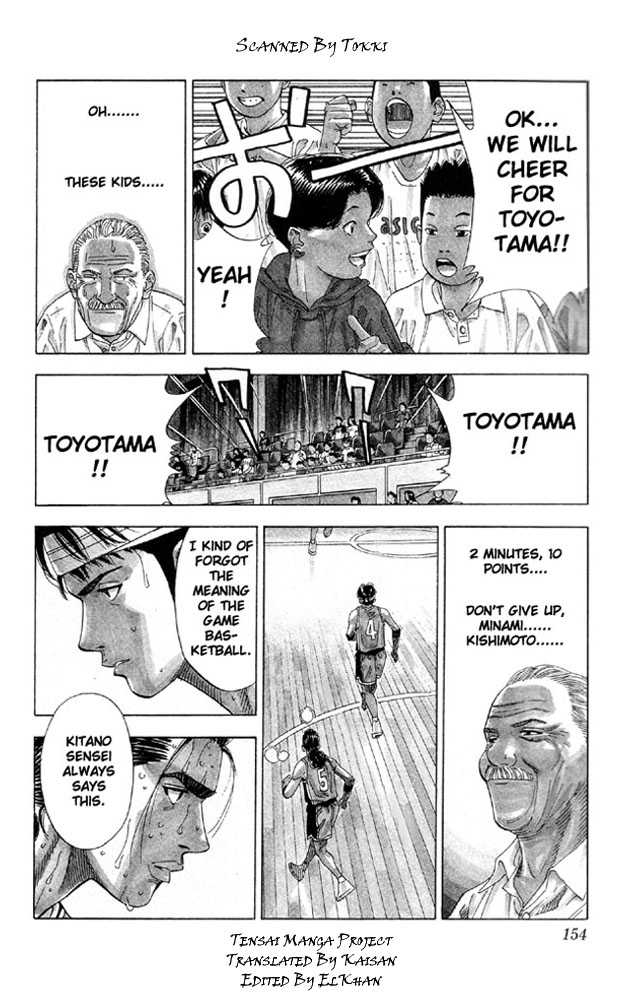 SCANNED BY TOKKI
OK...
WE WILL
CHEER
FOR
TOYO-
TAMA!!
おー
asic
YEAH
!
OH.......
THESE KIDS.....
TOYOTAMA
!!
TOYOTAMA
!!
2 MINUTES, 10
POINTS....
DON'T GIVE UP,
MINAMI......
KISHIMOTO......
4
5
I KIND OF
FORGOT
THE
MEANING
OF THE
GAME
BAS-
KETBALL.
KITANO
SENSEI
ALWAYS
SAYS
THIS.
154
TENSAI MANGA PROJECT
TRANSLATED BY KAISAN
EDITED BY ELKHAN